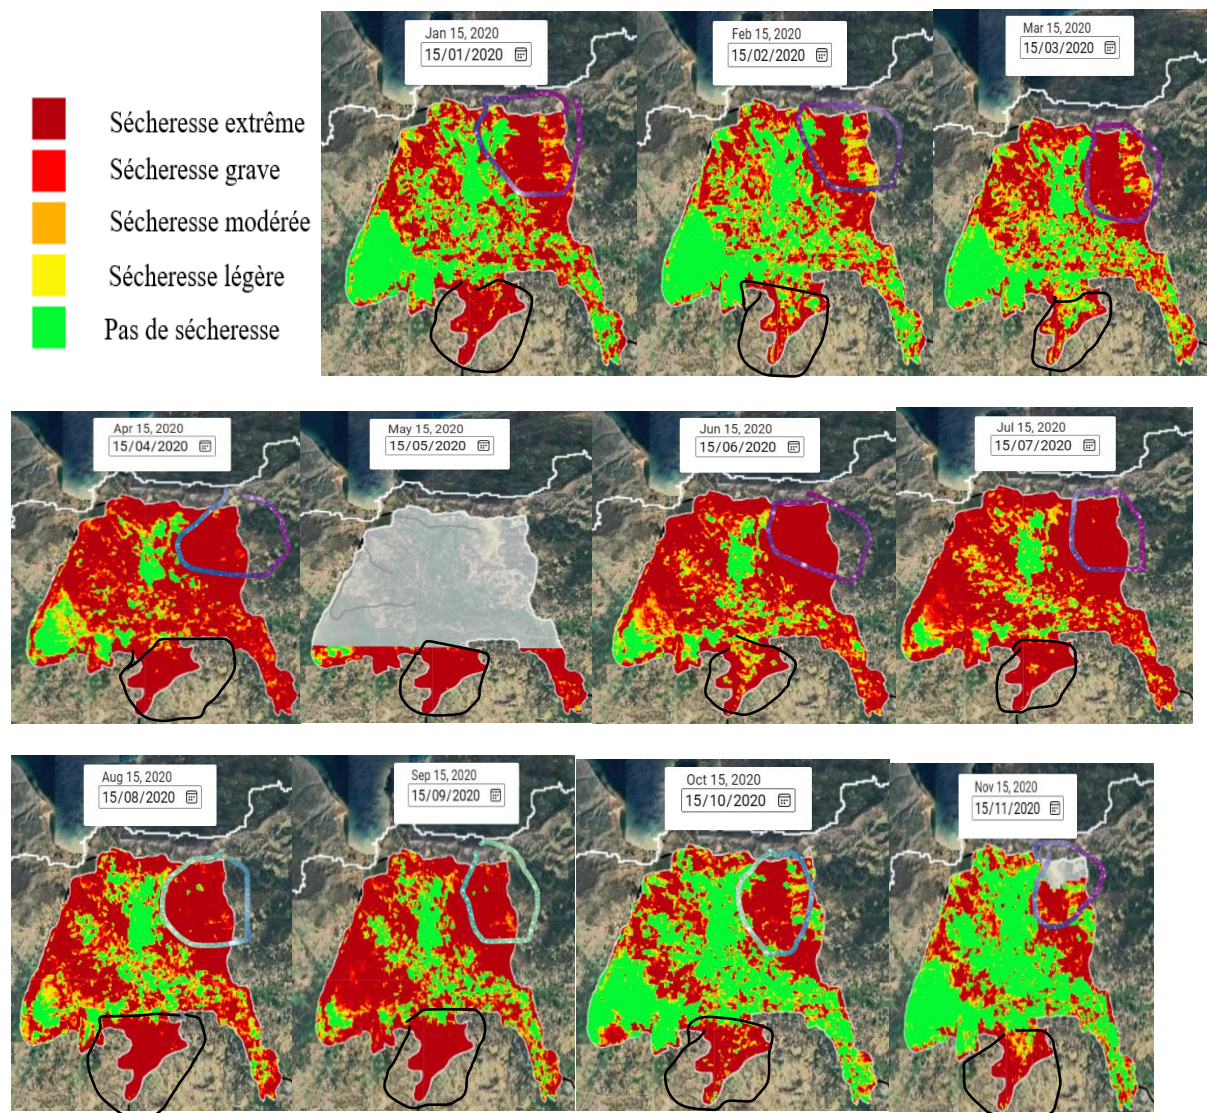 Jan 15, 2020
15/01/2020
Feb 15, 2020
15/02/2020
Mar 15, 2020
15/03/2020
Sécheresse extrême
Sécheresse grave
Sécheresse modérée
Sécheresse légère
Pas de sécheresse
Apr 15, 2020
15/04/2020
May 15, 2020
15/05/2020
Jun 15, 2020
15/06/2020
Jul 15, 2020
15/07/2020
Aug 15, 2020
15/08/2020
Sep 15, 2020
15/09/2020
Oct 15, 2020
15/10/2020
Nov 15, 2020
15/11/2020